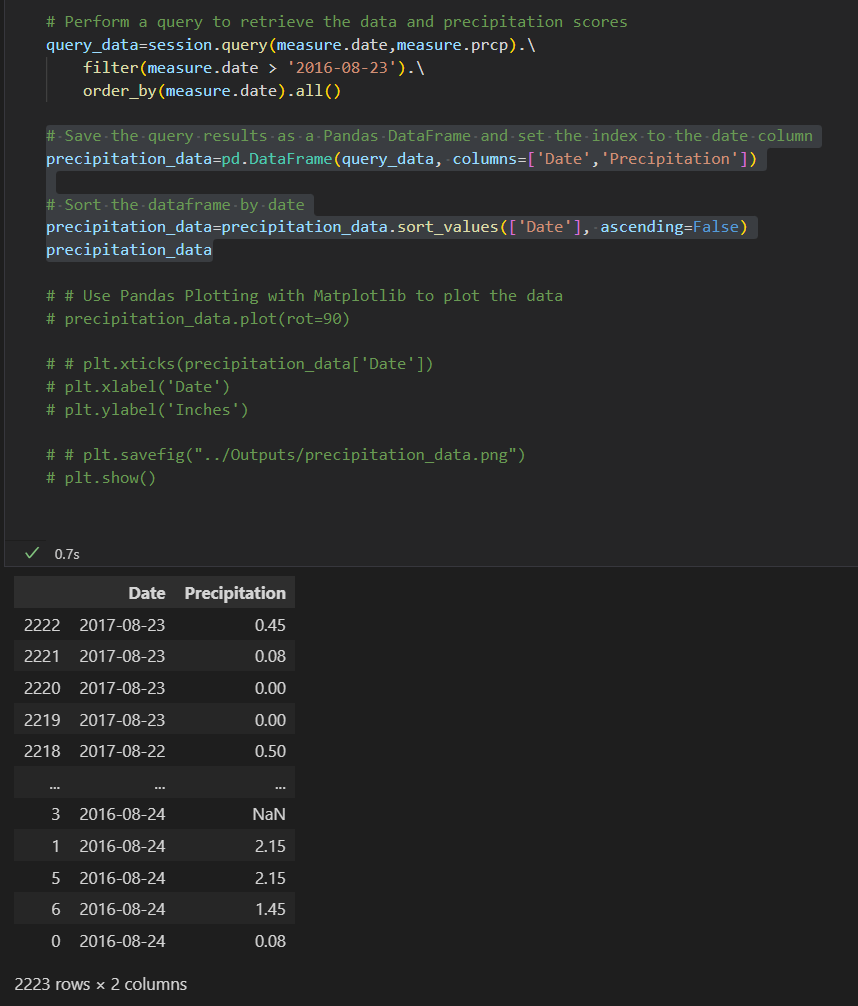 # Perform a query to retrieve the data and precipitation scores
query_data=session.query(measure.date,measure.prcp).\
    filter(measure.date > '2016-08-23').\
    order_by(measure.date).all()
# Save the query results as a Pandas DataFrame and set the index to the date column
precipitation_data=pd.DataFrame(query_data, columns=['Date','Precipitation'])
# Sort the dataframe by date
precipitation_data=precipitation_data.sort_values(['Date'], ascending=False)
precipitation_data
# # Use Pandas Plotting with Matplotlib to plot the data
# precipitation_data.plot(rot=90)
# # plt.xticks(precipitation_data['Date'])
# plt.xlabel('Date')
# plt.ylabel('Inches')
# # plt.savefig("../Outputs/precipitation_data.png")
# plt.show()
0.7s
Date Precipitation
2222 2017-08-23 0.45
2221 2017-08-23 0.08
2220 2017-08-23 0.00
2219 2017-08-23 0.00
2218 2017-08-22 0.50
... ... ...
3 2016-08-24 NaN
1 2016-08-24 2.15
5 2016-08-24 2.15
6 2016-08-24 1.45
0 2016-08-24 0.08
2223 rows × 2 columns